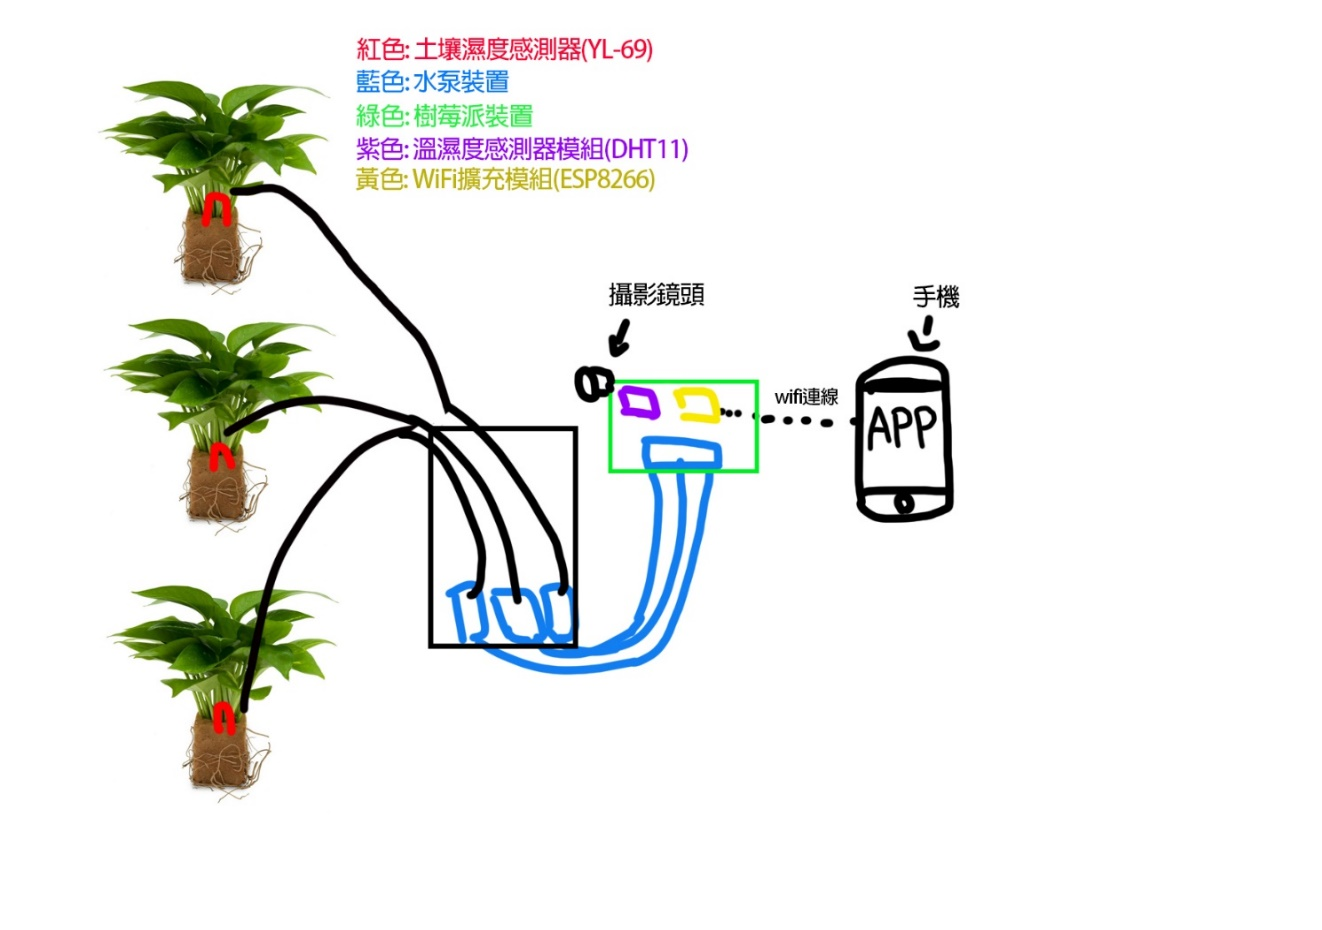 紅色: 土壤濕度感測器(YL-69)
藍色: 水泵裝置
綠色: 樹莓派裝置
紫色: 溫濕度感測器模組(DHT11)
黃色: WiFi擴充模組(ESP8266)
攝影鏡頭
手機
wifi連線
APP